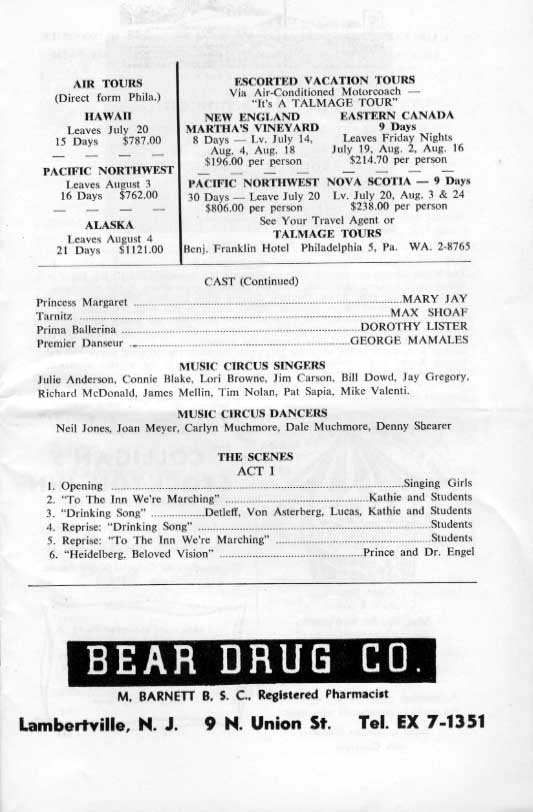 AIR TOURS
(Direct form Phila.)
HAWAII
Leaves July 20
15 Days $787.00
— — — — —
PACIFIC NORTHWEST
Leaves August 3
16 Days $762.00
— — — — —
ALASKA
Leaves August 4
21 Days $1121.00
ESCORTED VACATION TOURS
Via Air-Conditioned Motorcoach —
"It's A TALMAGE TOUR"
NEW ENGLAND
MARTHA'S VINEYARD
8 Days — Lv. July 14,
Aug. 4, Aug. 18
$196.00 per person
EASTERN CANADA
9 Days
Leaves Friday Nights
July 19, Aug. 2, Aug. 16
$214.70 per person
— — — — — — — — — —
PACIFIC NORTHWEST
30 Days — Leave July 20
$806.00 per person
NOVA SCOTIA — 9 Days
Lv. July 20, Aug. 3 & 24
$238.00 per person
See Your Travel Agent or
TALMAGE TOURS
Benj. Franklin Hotel Philadelphia 5, Pa. WA. 2-8765
CAST (Continued)
Princess Margaret ........ MARY JAY
Tarnitz ........ MAX SHOAF
Prima Ballerina ........ DOROTHY LISTER
Premier Danseur ........ GEORGE MAMALES
MUSIC CIRCUS SINGERS
Julie Anderson, Connie Blake, Lori Browne, Jim Carson, Bill Dowd, Jay Gregory,
Richard McDonald, James Mellin, Tim Nolan, Pat Sapia, Mike Valenti.
MUSIC CIRCUS DANCERS
Neil Jones, Joan Meyer, Carlyn Muchmore, Dale Muchmore, Denny Shearer
THE SCENES
ACT I
1. Opening ........ Singing Girls
2. "To The Inn We're Marching" ........ Kathie and Students
3. "Drinking Song" ........ Detleff, Von Asterberg, Lucas, Kathie and Students
4. Reprise: "Drinking Song" ........ Students
5. Reprise: "To The Inn We're Marching" ........ Students
6. "Heidelberg, Beloved Vision" ........ Prince and Dr. Engel
BEAR DRUG CO.
M. BARNETT B. S. C., Registered Pharmacist
Lambertville, N. J. 9 N. Union St. Tel. EX 7-1351